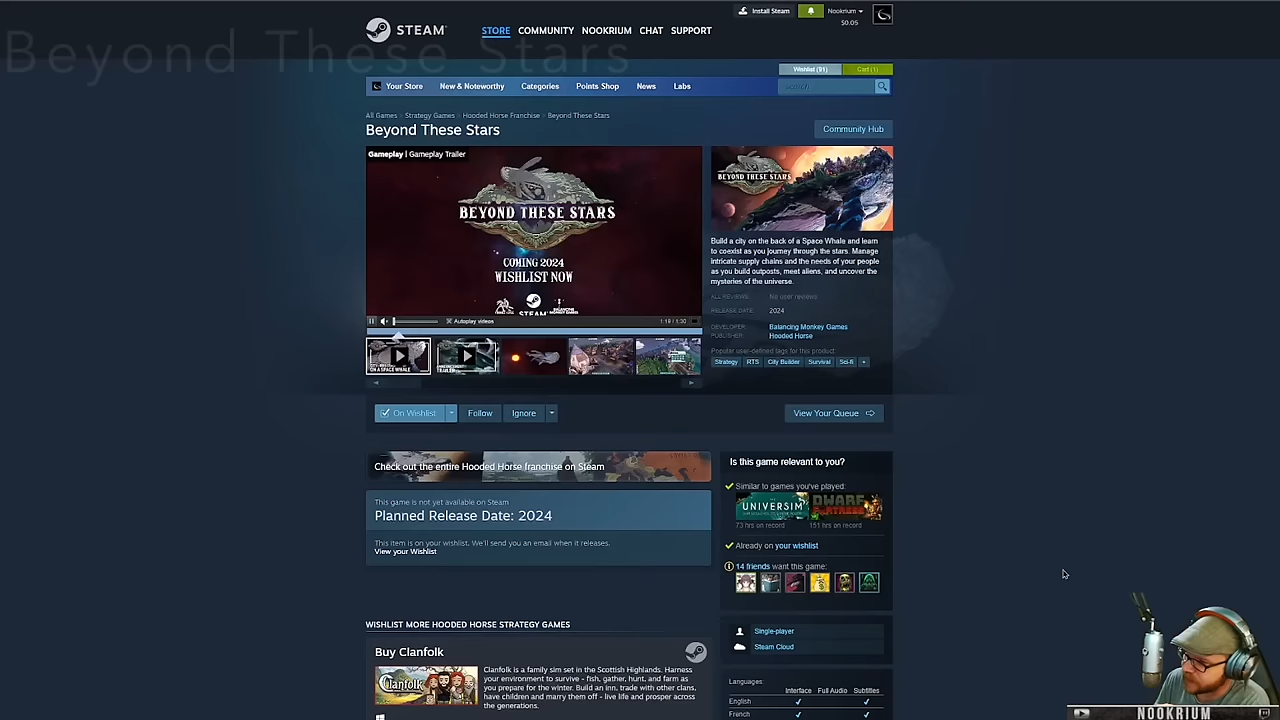 Beyond These Stars
STEAM
STORE COMMUNITY NOOKRIUM CHAT SUPPORT
Install Steam
Nookrium
$0.05
Wishlist (91) Cart (1)
Your Store New & Noteworthy Categories Points Shop News Labs
search
All Games > Strategy Games > Hooded Horse Franchise > Beyond These Stars
Beyond These Stars
Community Hub
Gameplay | Gameplay Trailer
BEYOND THESE STARS
COMING 2024
WISHLIST NOW
STEAM
Autoplay videos
1:19 / 1:30
BEYOND THESE STARS
Build a city on the back of a Space Whale and learn
to coexist as you journey through the stars. Manage
intricate supply chains and the needs of your people
as you build outposts, meet aliens, and uncover the
mysteries of the universe.
ALL REVIEWS: No user reviews
RELEASE DATE: 2024
DEVELOPER: Balancing Monkey Games
PUBLISHER: Hooded Horse
Popular user-defined tags for this product:
Strategy RTS City Builder Survival Sci-fi +
On Wishlist Follow Ignore
View Your Queue
Check out the entire Hooded Horse franchise on Steam
This game is not yet available on Steam
Planned Release Date: 2024
This item is on your wishlist. We'll send you an email when it releases.
View your Wishlist
Is this game relevant to you?
Similar to games you've played:
UNIVERSIM
DWARF FORTRESS
73 hrs on record 151 hrs on record
Already on your wishlist
14 friends want this game:
Single-player
Steam Cloud
Languages:
Interface Full Audio Subtitles
English ✓ ✓
French ✓ ✓
WISHLIST MORE HOODED HORSE STRATEGY GAMES
Buy Clanfolk
Clanfolk
Clanfolk is a family sim set in the Scottish Highlands. Harness
your environment to survive - fish, gather, hunt, and farm as
you prepare for the winter. Build an inn, trade with other clans,
have children and marry them off - live life and prosper across
the generations.
NOOKRIUM